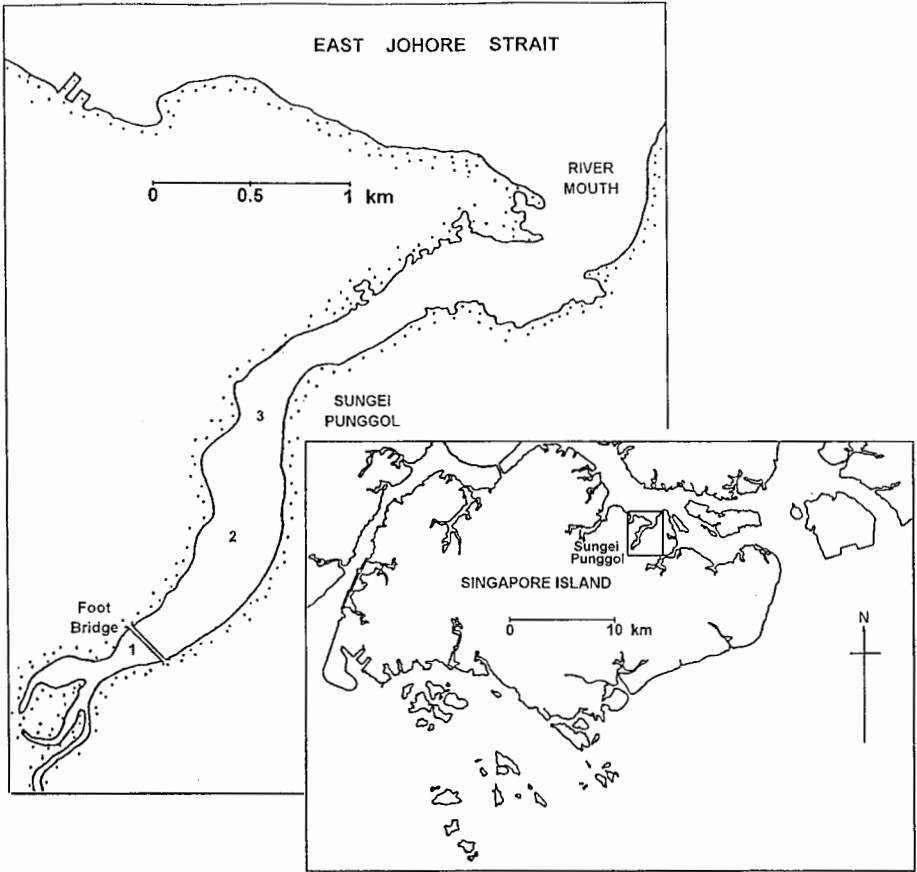 EAST JOHORE STRAIT
RIVER
MOUTH
0 0.5 1 km
SUNGEI
PUNGGOL
3
2
Foot
Bridge
1
Sungei
Punggol
SINGAPORE ISLAND
0 10 km
N